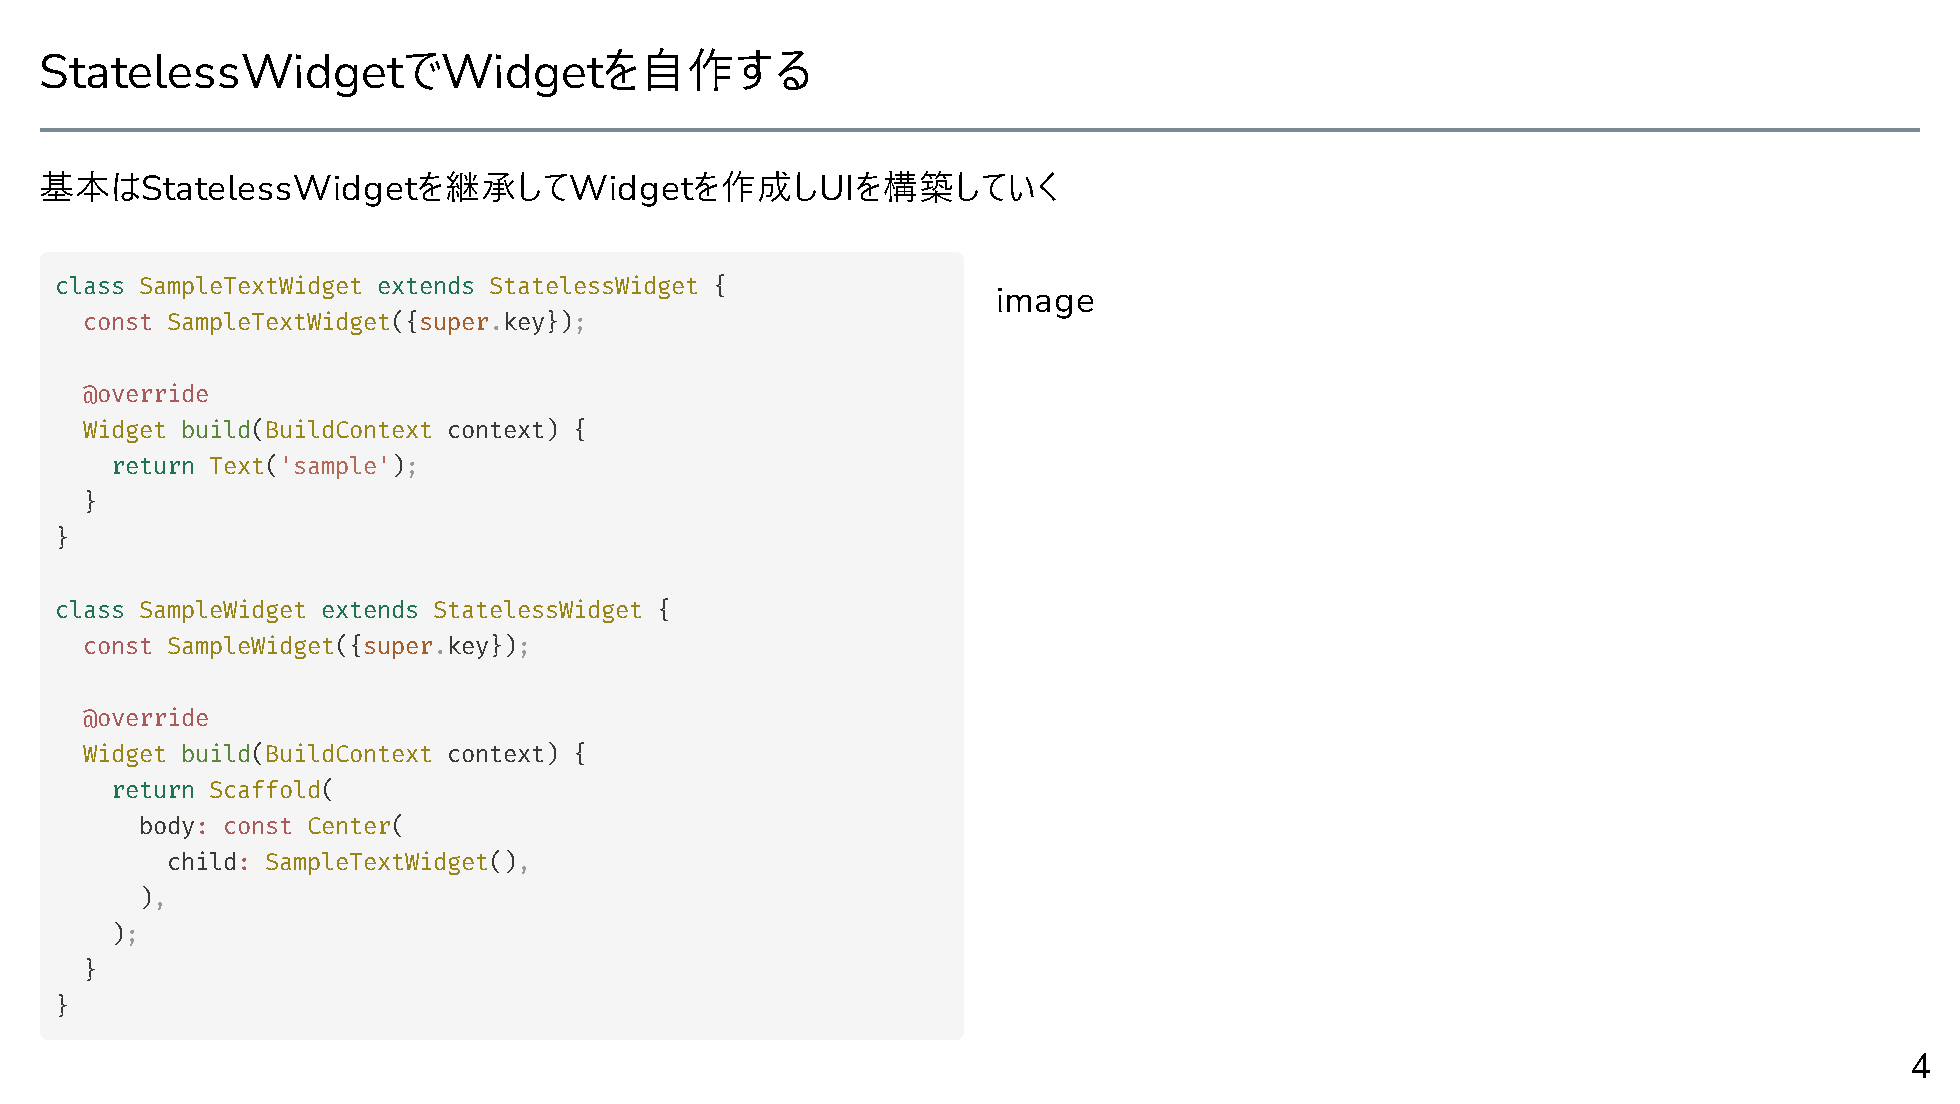 StatelessWidgetでWidgetを自作する
基本はStatelessWidgetを継承してWidgetを作成しUIを構築していく
class SampleTextWidget extends StatelessWidget {
  const SampleTextWidget({super.key});

  @override
  Widget build(BuildContext context) {
    return Text('sample');
  }
}

class SampleWidget extends StatelessWidget {
  const SampleWidget({super.key});

  @override
  Widget build(BuildContext context) {
    return Scaffold(
      body: const Center(
        child: SampleTextWidget(),
      ),
    );
  }
}
image
4